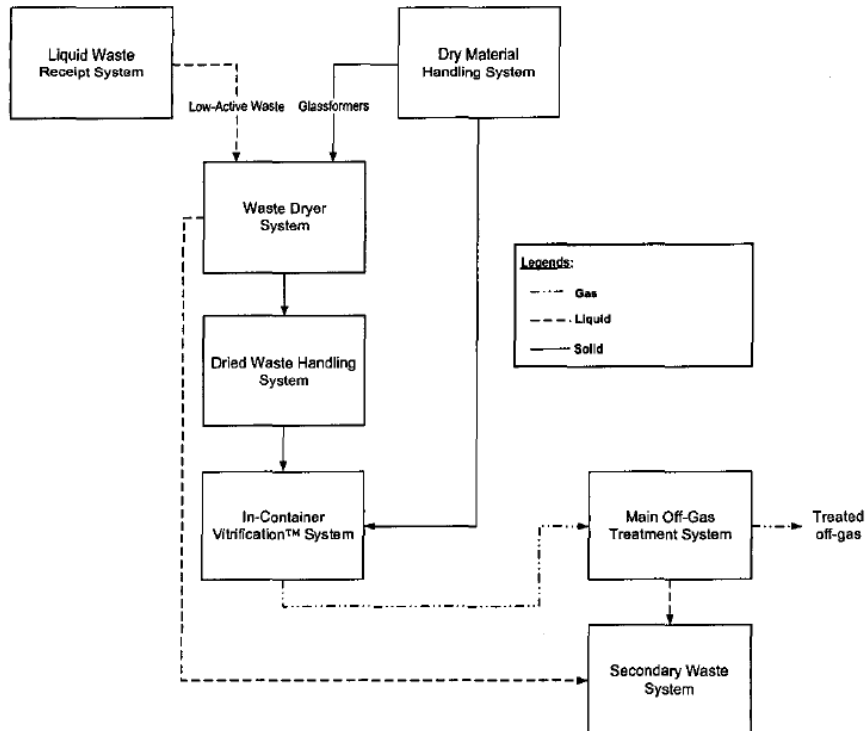 Liquid Waste
Receipt System
Dry Material
Handling System
Low-Active Waste
Glassformers
Waste Dryer
System
Legends:
Gas
Liquid
Solid
Dried Waste Handling
System
In-Container
Vitrification™ System
Main Off-Gas
Treatment System
Treated
off-gas
Secondary Waste
System